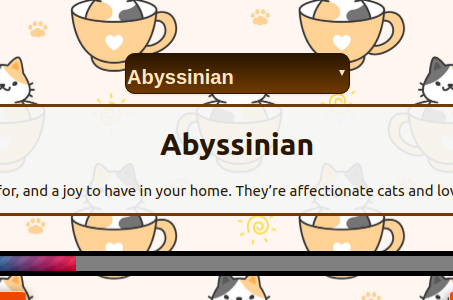 Abyssinian
Abyssinian
for, and a joy to have in your home. They’re affectionate cats and lov